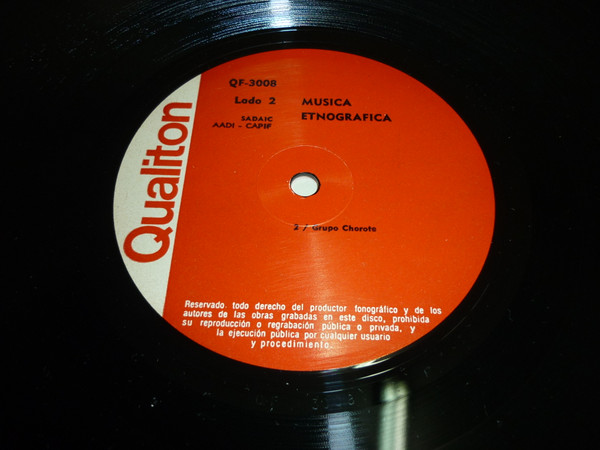 Qualiton
QF-3008
Lado 2
SADAIC
AADI - CAPIF
MUSICA
ETNOGRAFICA
2 / Grupo Chorote
Reservado todo derecho del productor fonográfico y de los
autores de las obras grabadas en este disco, prohibida
su reproducción o regrabación pública o privada, y
la ejecución pública por cualquier usuario
y procedimiento.